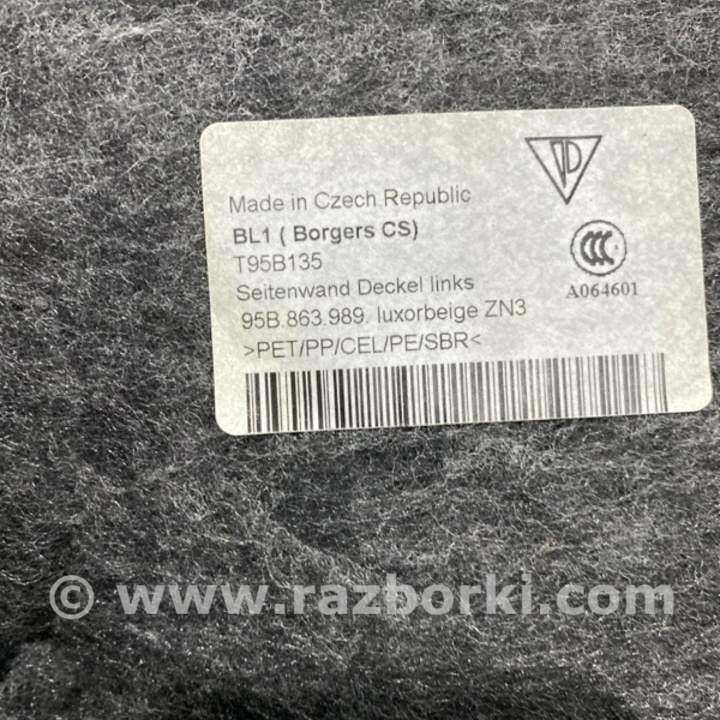 Made in Czech Republic
BL1 ( Borgers CS)
T95B135
Seitenwand Deckel links
95B.863.989. luxorbeige ZN3
>PET/PP/CEL/PE/SBR<
CCC
A064601
© www.razborki.com